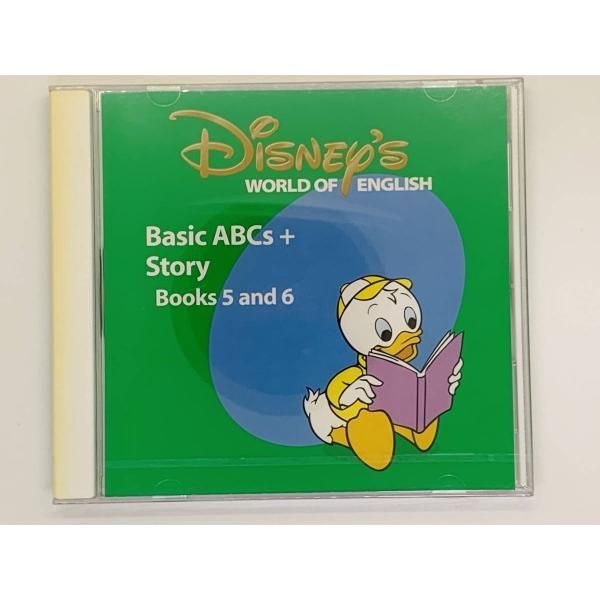 Disney's
WORLD OF ENGLISH
Basic ABCs +
Story
Books 5 and 6